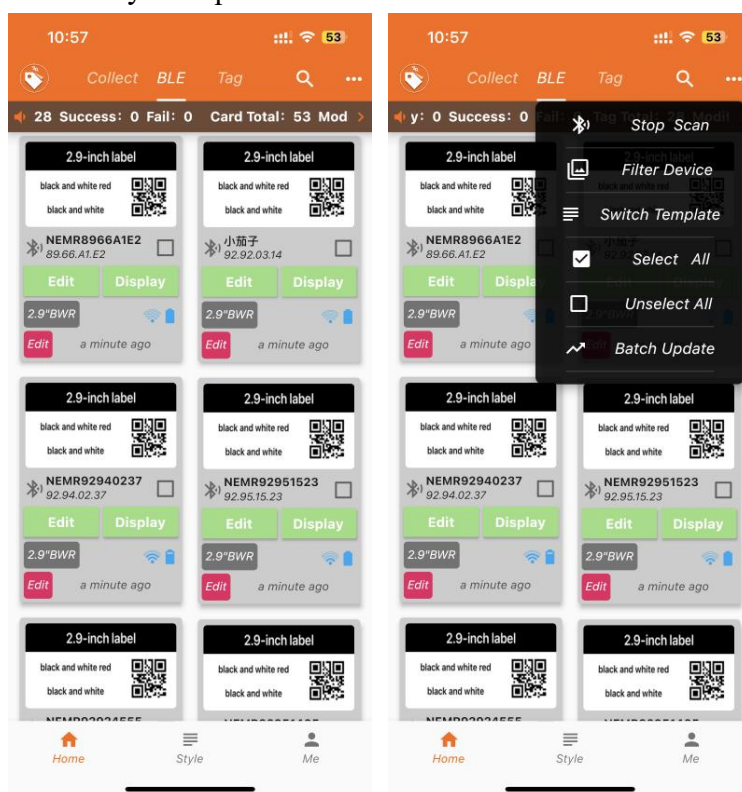 10:57
53
Collect BLE Tag
28 Success: 0 Fail: 0 Card Total: 53 Mod
2.9-inch label
black and white red
black and white
NEMR8966A1E2
89.66.A1.E2
Edit Display
2.9"BWR
Edit a minute ago
2.9-inch label
black and white red
black and white
小茄子
92.92.03.14
Edit Display
2.9"BWR
Edit a minute ago
2.9-inch label
black and white red
black and white
NEMR92940237
92.94.02.37
Edit Display
2.9"BWR
Edit a minute ago
2.9-inch label
black and white red
black and white
NEMR92951523
92.95.15.23
Edit Display
2.9"BWR
Edit a minute ago
2.9-inch label
black and white red
black and white
2.9-inch label
black and white red
black and white
Home Style Me
10:57
53
Collect BLE Tag
y: 0 Success: 0
Stop Scan
Filter Device
Switch Template
Select All
Unselect All
Batch Update
2.9-inch label
black and white red
black and white
NEMR8966A1E2
89.66.A1.E2
Edit Displa
2.9"BWR
Edit a minute ago
2.9-inch label
black and white red
black and white
NEMR92940237
92.94.02.37
Edit Display
2.9"BWR
Edit a minute ago
2.9-inch label
black and white red
black and white
NEMR92951523
92.95.15.23
Edit Display
2.9"BWR
Edit a minute ago
2.9-inch label
black and white red
black and white
2.9-inch label
black and white red
black and white
Home Style Me